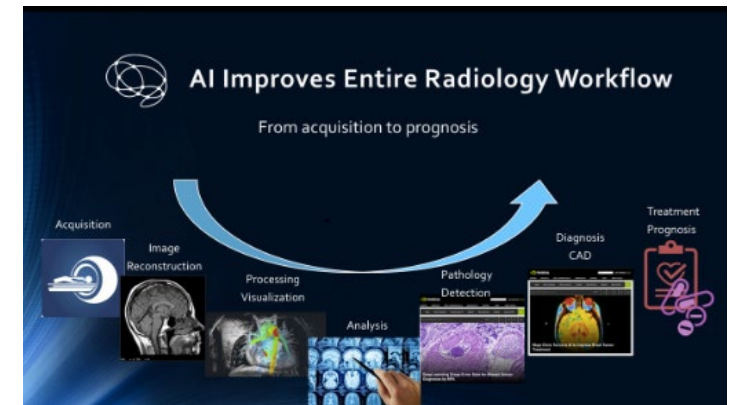 AI Improves Entire Radiology Workflow
From acquisition to prognosis
Acquisition
Image
Reconstruction
Processing
Visualization
Analysis
Pathology
Detection
Diagnosis
CAD
Treatment
Prognosis